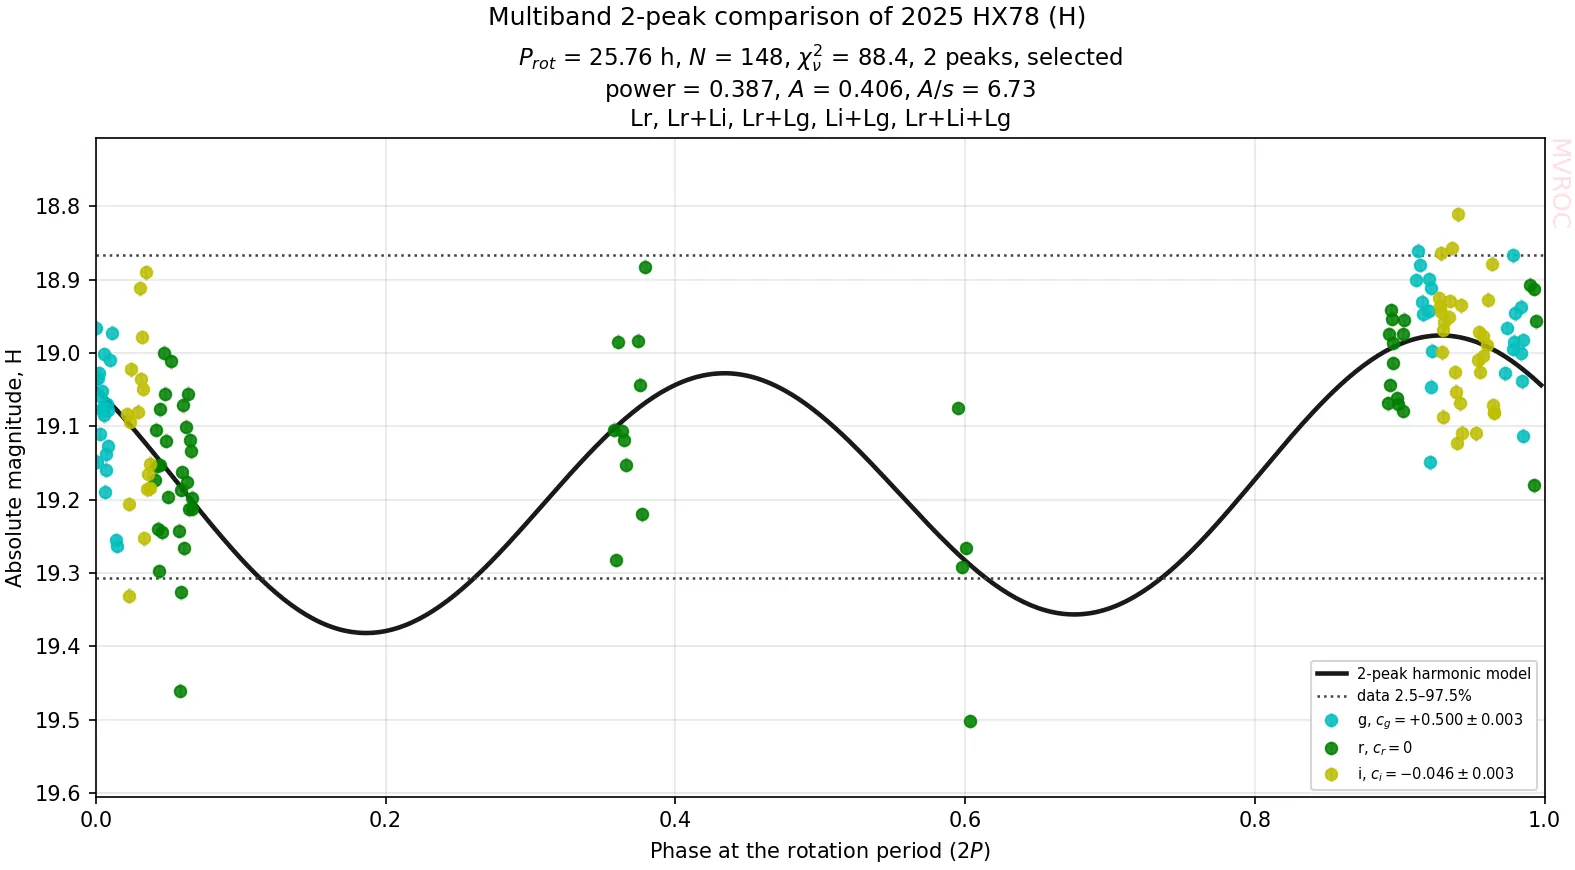 Multiband 2-peak comparison of 2025 HX78 (H)
P_rot = 25.76 h, N = 148, χ²_ν = 88.4, 2 peaks, selected
power = 0.387, A = 0.406, A/s = 6.73
Lr, Lr+Li, Lr+Lg, Li+Lg, Lr+Li+Lg
MVROC
Absolute magnitude, H
18.8
18.9
19.0
19.1
19.2
19.3
19.4
19.5
19.6
2-peak harmonic model
data 2.5–97.5%
g, c_g = +0.500 ± 0.003
r, c_r = 0
i, c_i = −0.046 ± 0.003
0.0 0.2 0.4 0.6 0.8 1.0
Phase at the rotation period (2P)